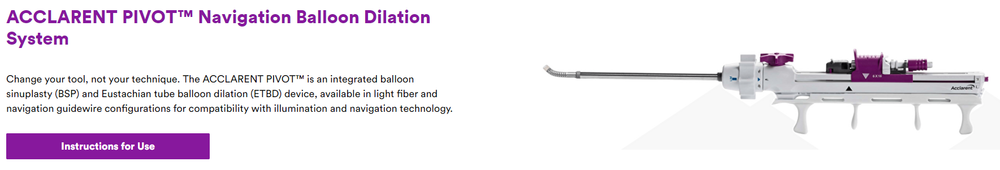 ACCLARENT PIVOT™ Navigation Balloon Dilation
System
Change your tool, not your technique. The ACCLARENT PIVOT™ is an integrated balloon
sinuplasty (BSP) and Eustachian tube balloon dilation (ETBD) device, available in light fiber and
navigation guidewire configurations for compatibility with illumination and navigation technology.
Instructions for Use
6X16
Acclarent